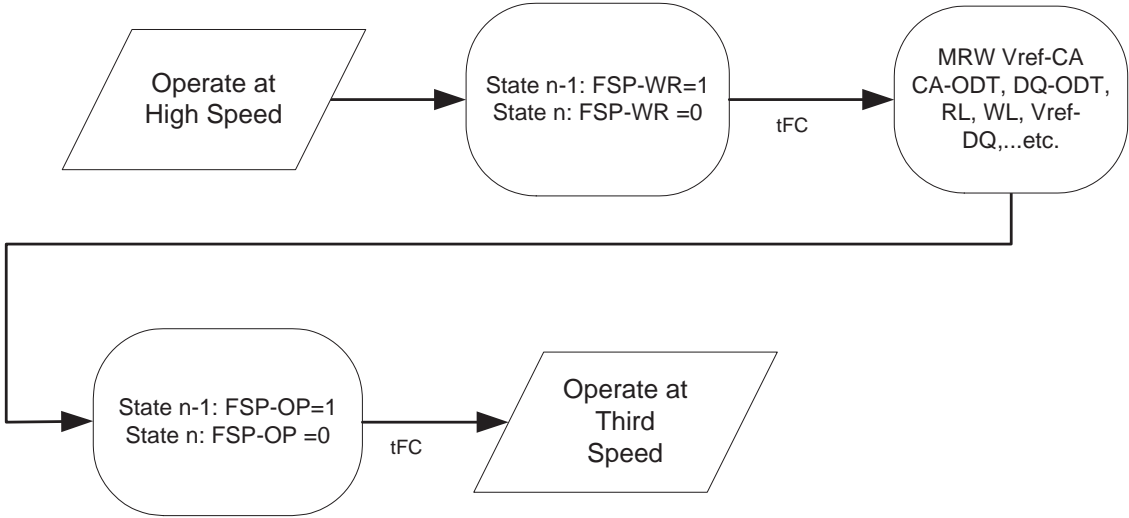 Operate at
High Speed
State n-1: FSP-WR=1
State n: FSP-WR =0
tFC
MRW Vref-CA
CA-ODT, DQ-ODT,
RL, WL, Vref-
DQ,...etc.
State n-1: FSP-OP=1
State n: FSP-OP =0
tFC
Operate at
Third
Speed